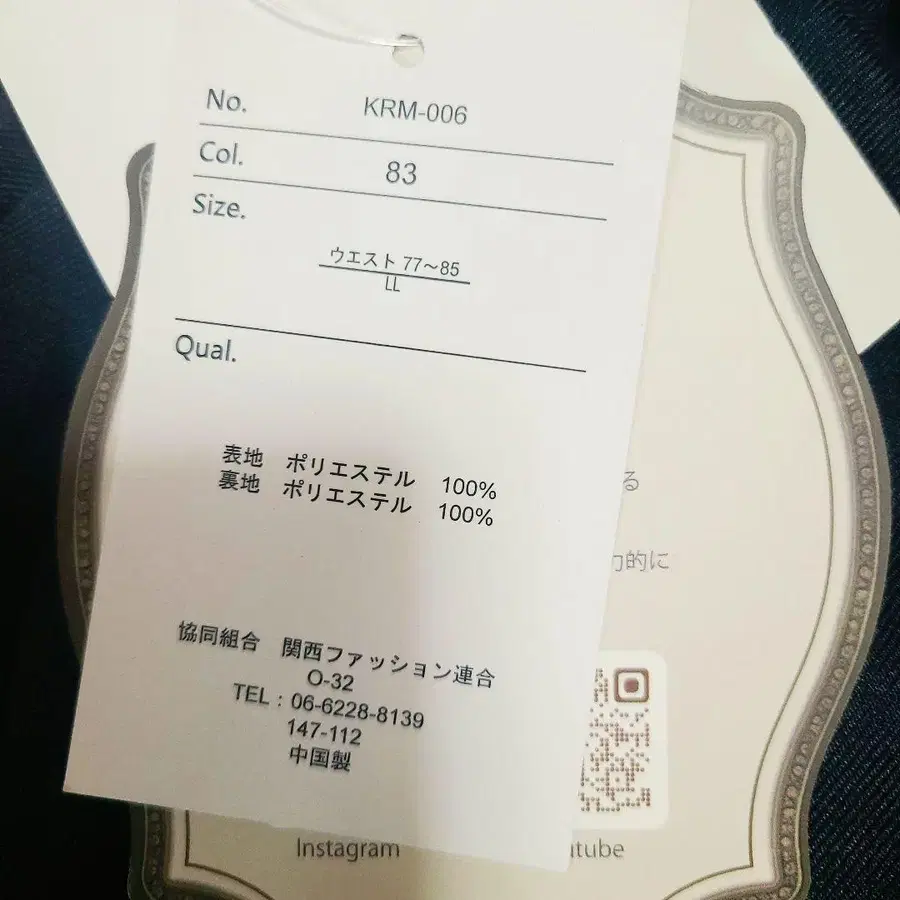 No. KRM-006
Col. 83
Size.
ウエスト 77〜85
LL
Qual.
表地 ポリエステル 100%
裏地 ポリエステル 100%
協同組合 関西ファッション連合
O-32
TEL：06-6228-8139
147-112
中国製
る
的に
Instagram
tube